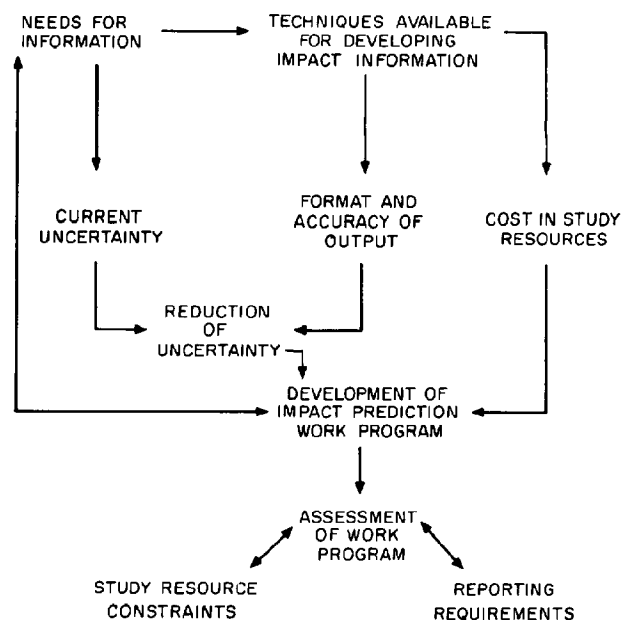 NEEDS FOR
INFORMATION
TECHNIQUES AVAILABLE
FOR DEVELOPING
IMPACT INFORMATION
CURRENT
UNCERTAINTY
FORMAT AND
ACCURACY OF
OUTPUT
COST IN STUDY
RESOURCES
REDUCTION
OF
UNCERTAINTY
DEVELOPMENT OF
IMPACT PREDICTION
WORK PROGRAM
ASSESSMENT
OF WORK
PROGRAM
STUDY RESOURCE
CONSTRAINTS
REPORTING
REQUIREMENTS